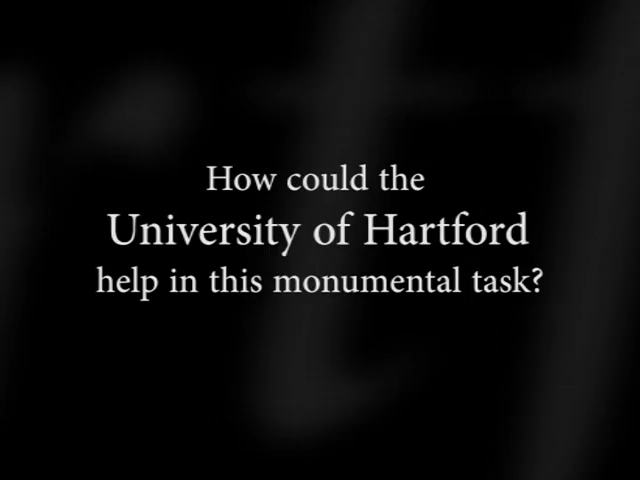 How could the
University of Hartford
help in this monumental task?